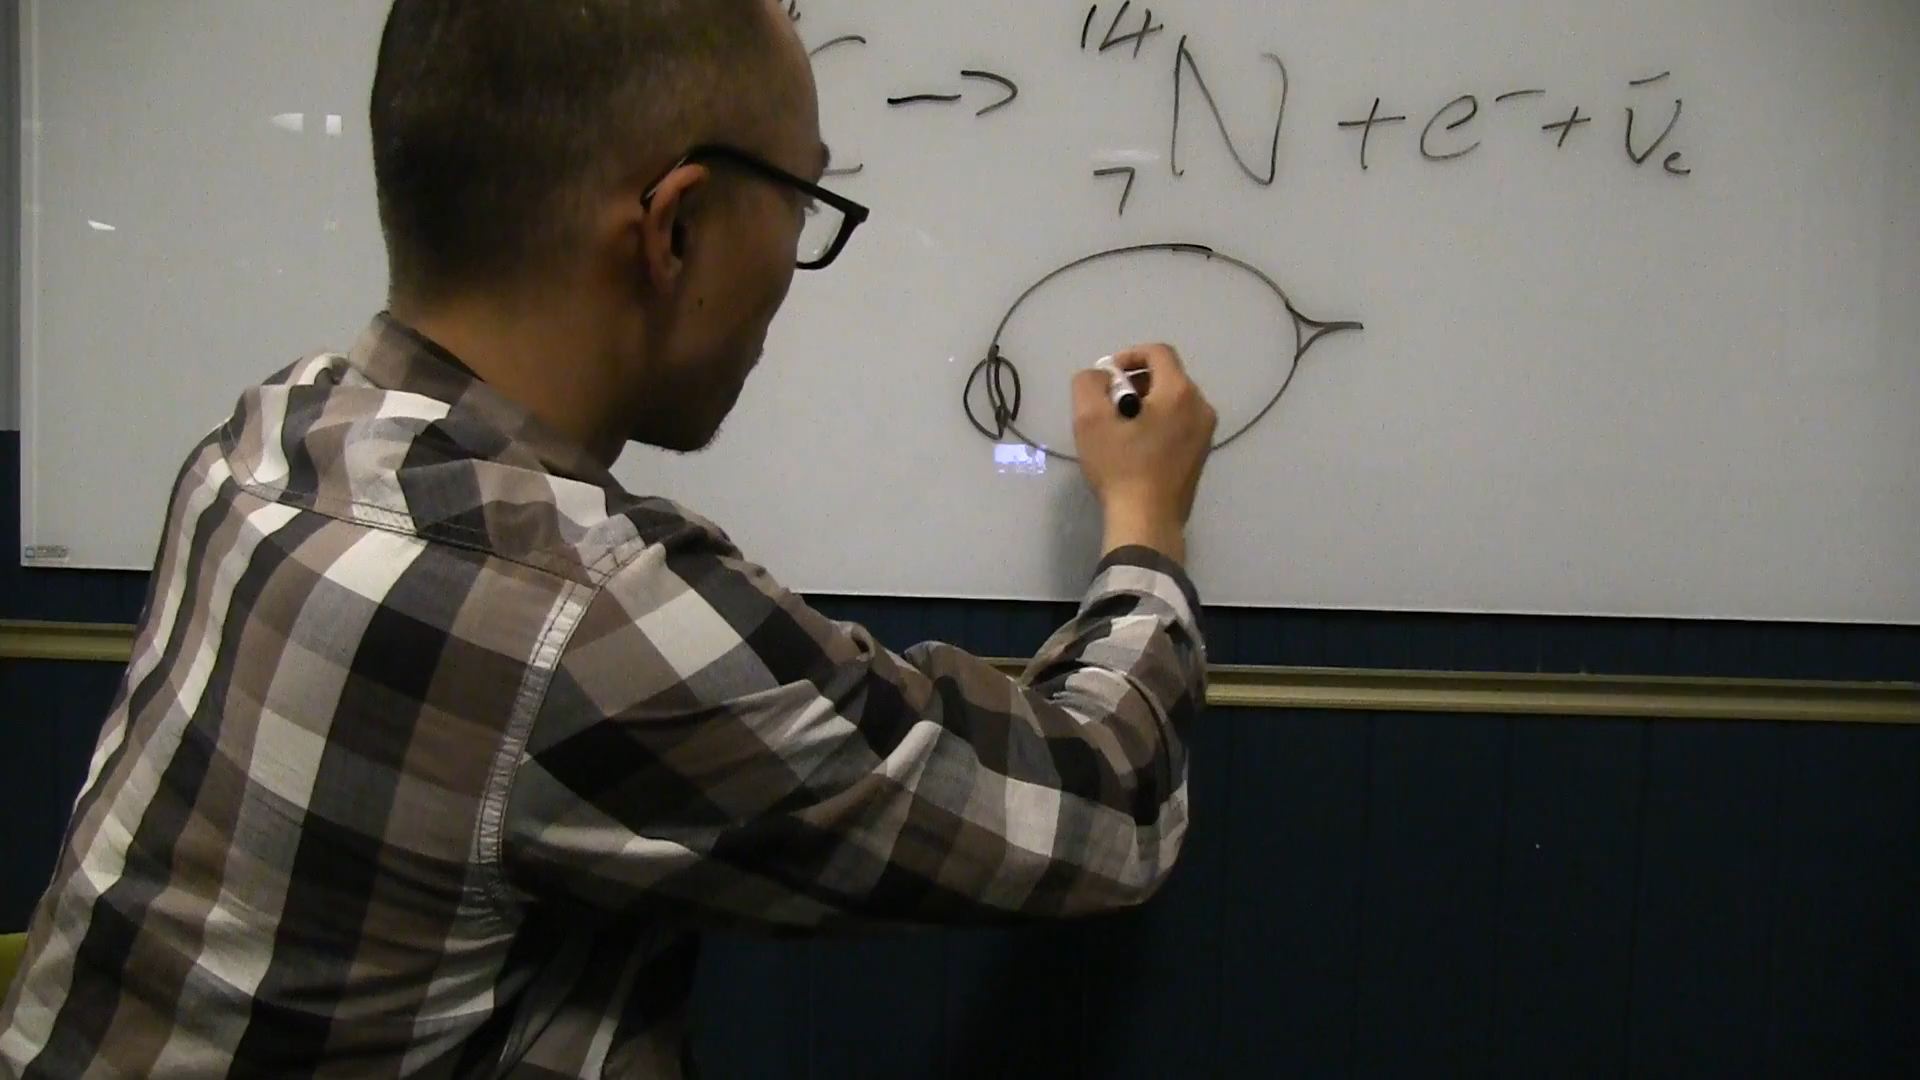 C → ¹⁴₇N + e⁻ + ν̄ₑ